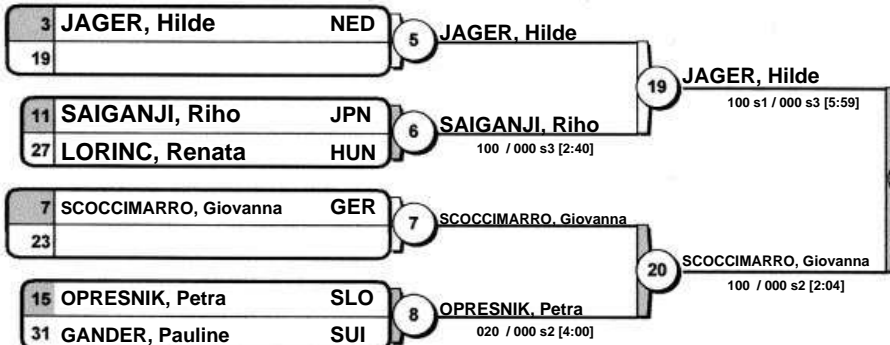 3 JAGER, Hilde NED
19
5 JAGER, Hilde
11 SAIGANJI, Riho JPN
27 LORINC, Renata HUN
6 SAIGANJI, Riho
100 / 000 s3 [2:40]
19 JAGER, Hilde
100 s1 / 000 s3 [5:59]
7 SCOCCIMARRO, Giovanna GER
23
7 SCOCCIMARRO, Giovanna
15 OPRESNIK, Petra SLO
31 GANDER, Pauline SUI
8 OPRESNIK, Petra
020 / 000 s2 [4:00]
20 SCOCCIMARRO, Giovanna
100 / 000 s2 [2:04]